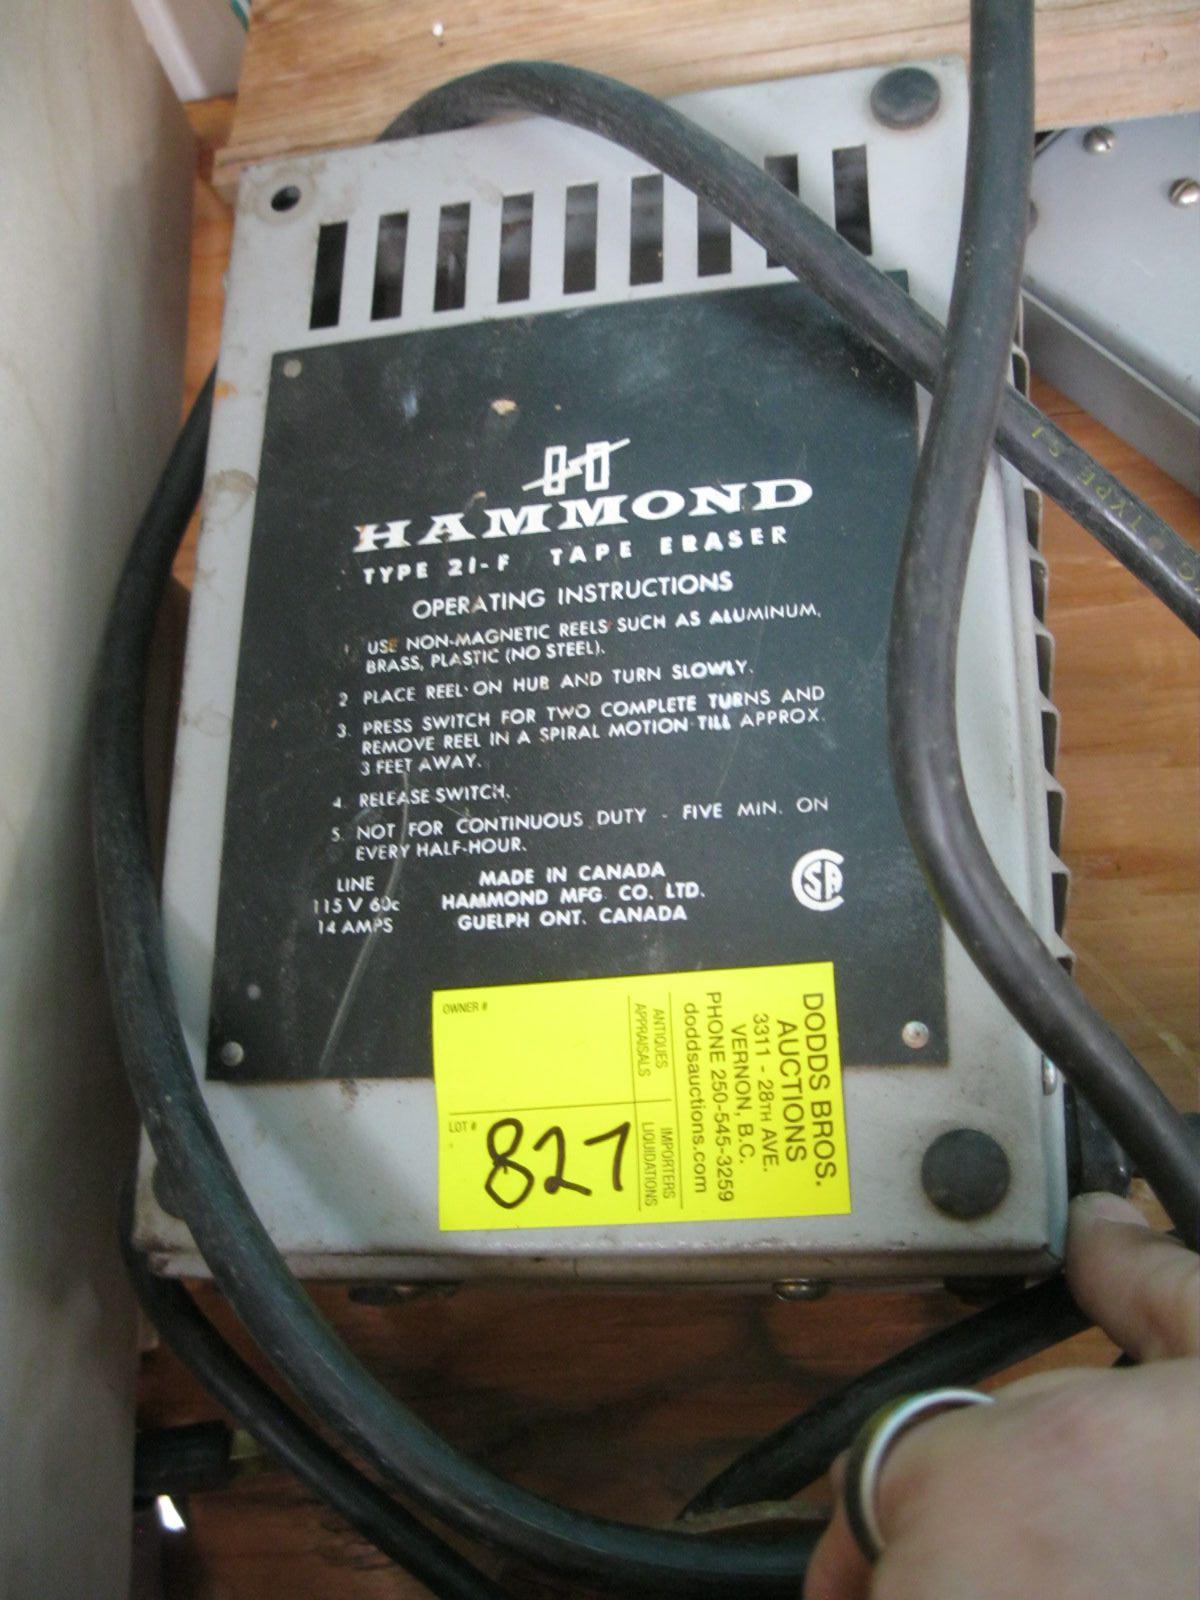 HAMMOND
TYPE 21-F TAPE ERASER
OPERATING INSTRUCTIONS
1 USE NON-MAGNETIC REELS SUCH AS ALUMINUM,
BRASS, PLASTIC (NO STEEL).
2 PLACE REEL ON HUB AND TURN SLOWLY.
3. PRESS SWITCH FOR TWO COMPLETE TURNS AND
REMOVE REEL IN A SPIRAL MOTION TILL APPROX.
3 FEET AWAY.
4. RELEASE SWITCH.
5. NOT FOR CONTINUOUS DUTY - FIVE MIN. ON
EVERY HALF-HOUR.
LINE
115 V 60c
14 AMPS
MADE IN CANADA
HAMMOND MFG. CO. LTD.
GUELPH ONT. CANADA
CSA
DODDS BROS.
AUCTIONS
3311 - 28TH AVE.
VERNON, B.C.
PHONE 250-545-3259
doddsauctions.com
ANTIQUES
APPRAISALS
IMPORTERS
LIQUIDATIONS
OWNER #
LOT #
827
TYPE SJ